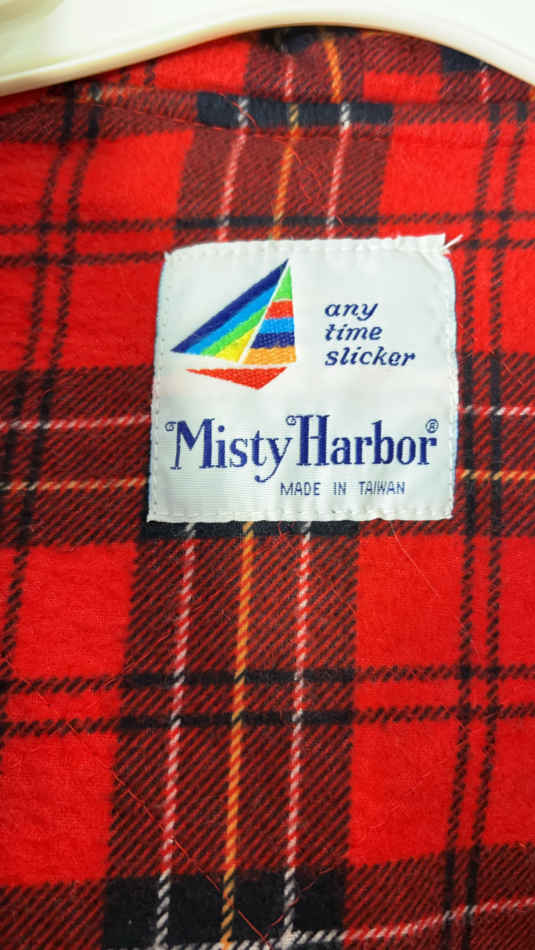 any
time
slicker
Misty Harbor®
MADE IN TAIWAN